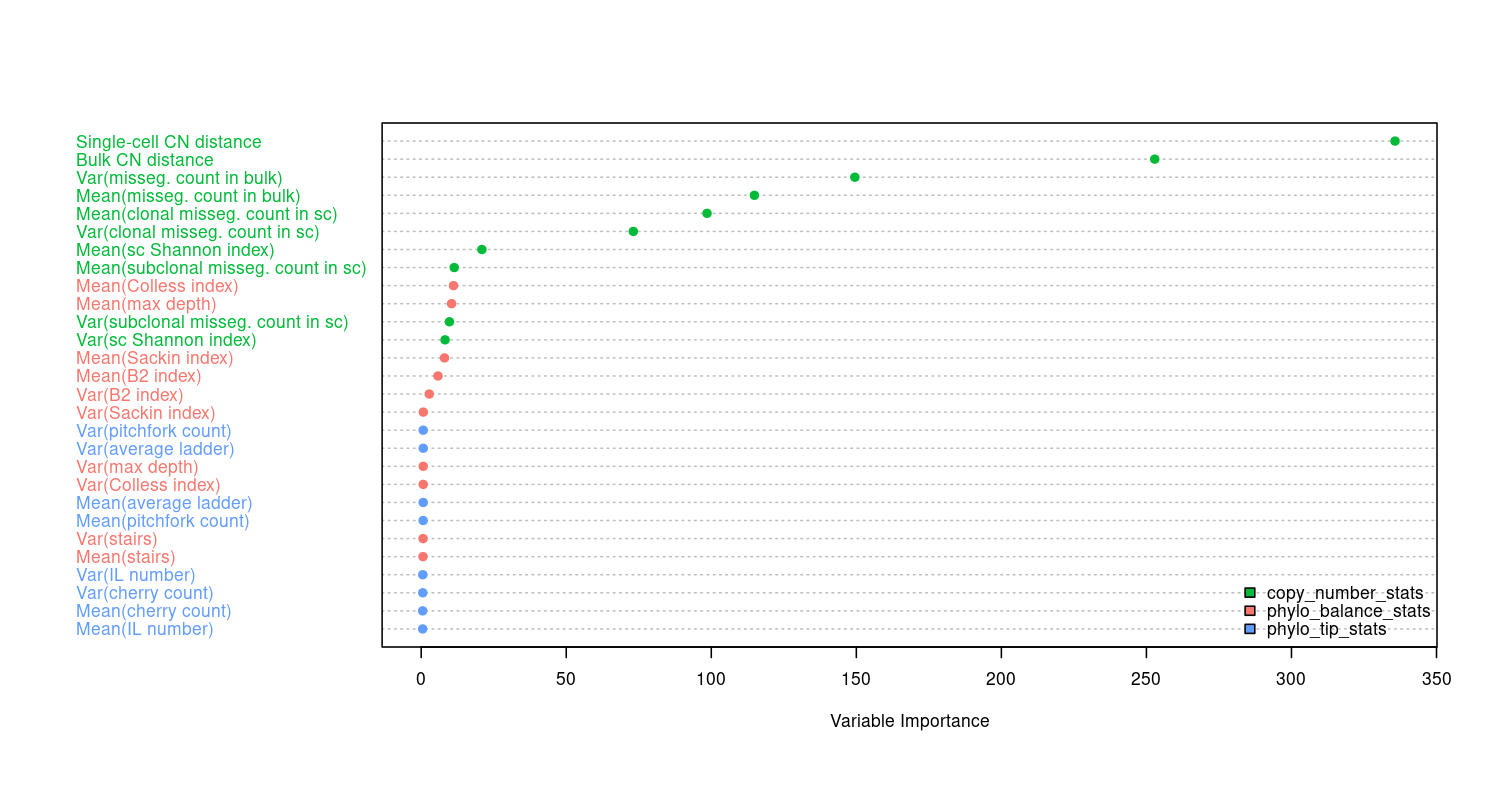 Single-cell CN distance
Bulk CN distance
Var(misseg. count in bulk)
Mean(misseg. count in bulk)
Mean(clonal misseg. count in sc)
Var(clonal misseg. count in sc)
Mean(sc Shannon index)
Mean(subclonal misseg. count in sc)
Mean(Colless index)
Mean(max depth)
Var(subclonal misseg. count in sc)
Var(sc Shannon index)
Mean(Sackin index)
Mean(B2 index)
Var(B2 index)
Var(Sackin index)
Var(pitchfork count)
Var(average ladder)
Var(max depth)
Var(Colless index)
Mean(average ladder)
Mean(pitchfork count)
Var(stairs)
Mean(stairs)
Var(IL number)
Var(cherry count)
Mean(cherry count)
Mean(IL number)
copy_number_stats
phylo_balance_stats
phylo_tip_stats
0 50 100 150 200 250 300 350
Variable Importance